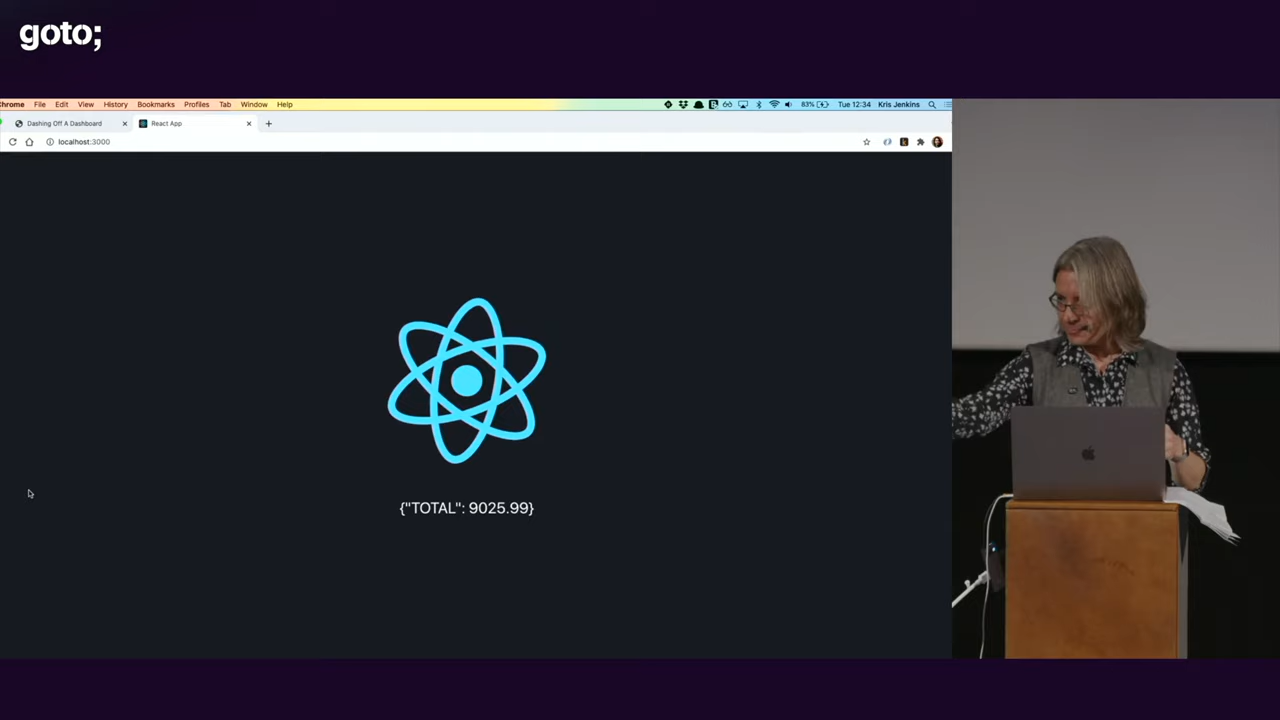 goto;
Chrome File Edit View History Bookmarks Profiles Tab Window Help 83% Tue 12:34 Kris Jenkins
Dashing Off A Dashboard React App
localhost:3000
{"TOTAL": 9025.99}